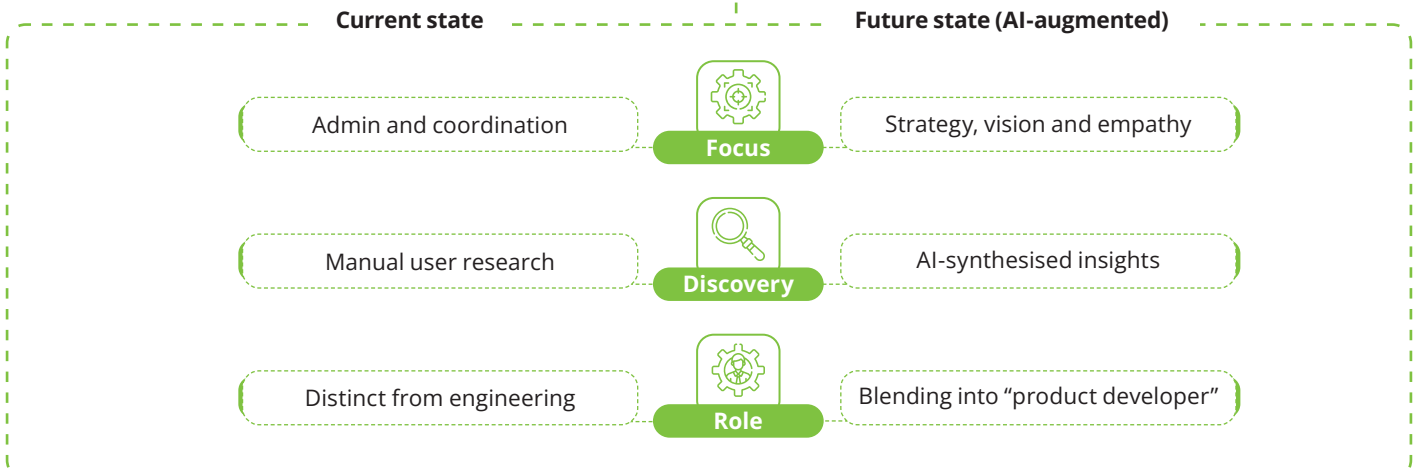 Current state
Future state (AI-augmented)
Admin and coordination
Focus
Strategy, vision and empathy
Manual user research
Discovery
AI-synthesised insights
Distinct from engineering
Role
Blending into “product developer”